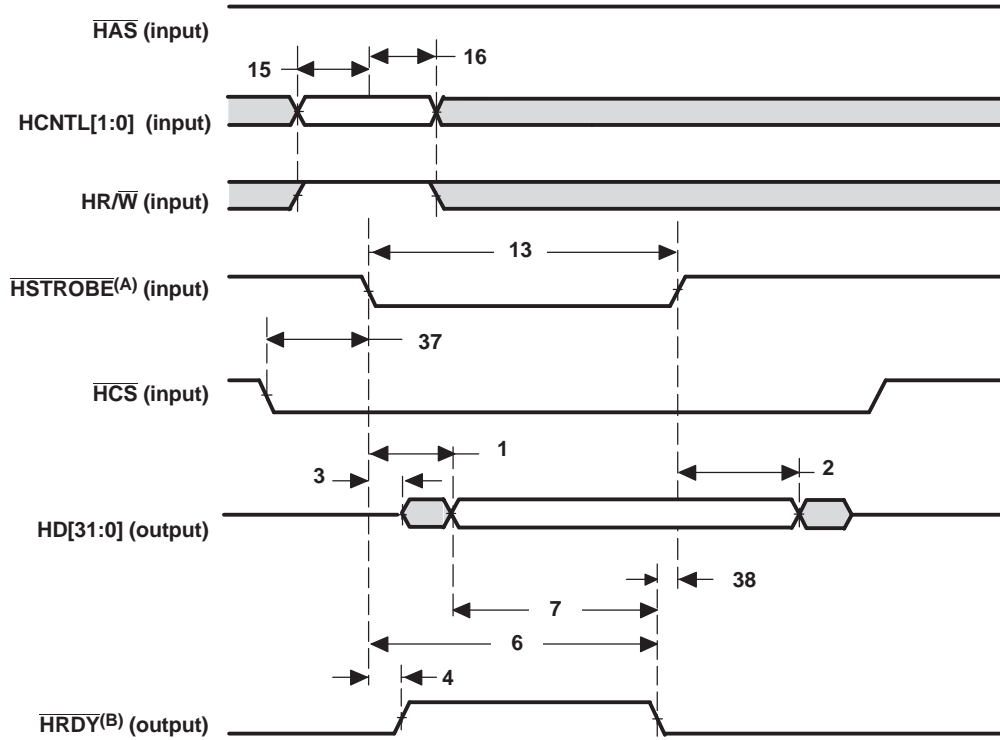 HAS (input)
15
16
HCNTL[1:0] (input)
HR/W (input)
13
HSTROBE(A) (input)
37
HCS (input)
1
3
2
HD[31:0] (output)
38
7
6
4
HRDY(B) (output)